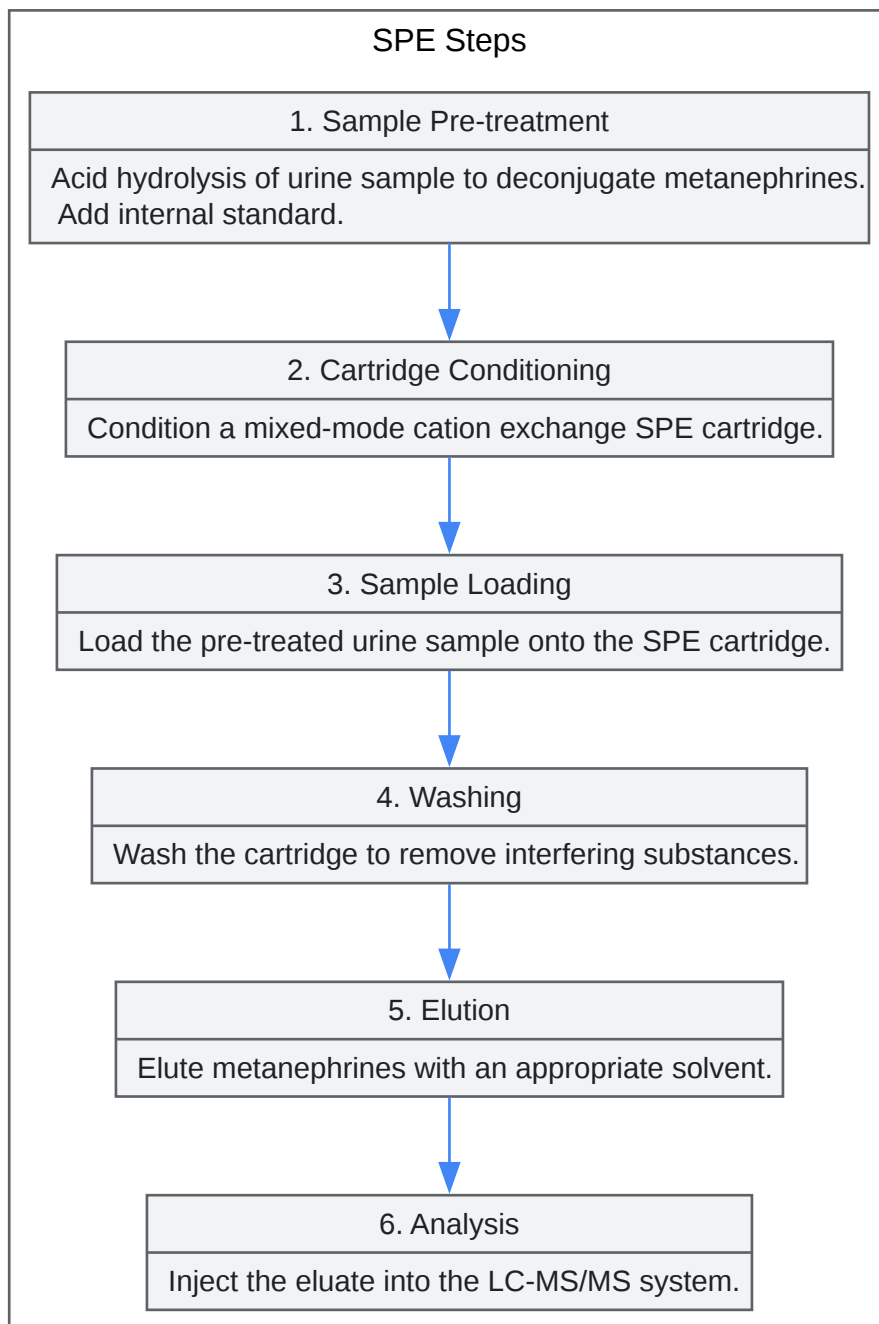 SPE Steps
1. Sample Pre-treatment
Acid hydrolysis of urine sample to deconjugate metanephrines.
Add internal standard.
2. Cartridge Conditioning
Condition a mixed-mode cation exchange SPE cartridge.
3. Sample Loading
Load the pre-treated urine sample onto the SPE cartridge.
4. Washing
Wash the cartridge to remove interfering substances.
5. Elution
Elute metanephrines with an appropriate solvent.
6. Analysis
Inject the eluate into the LC-MS/MS system.